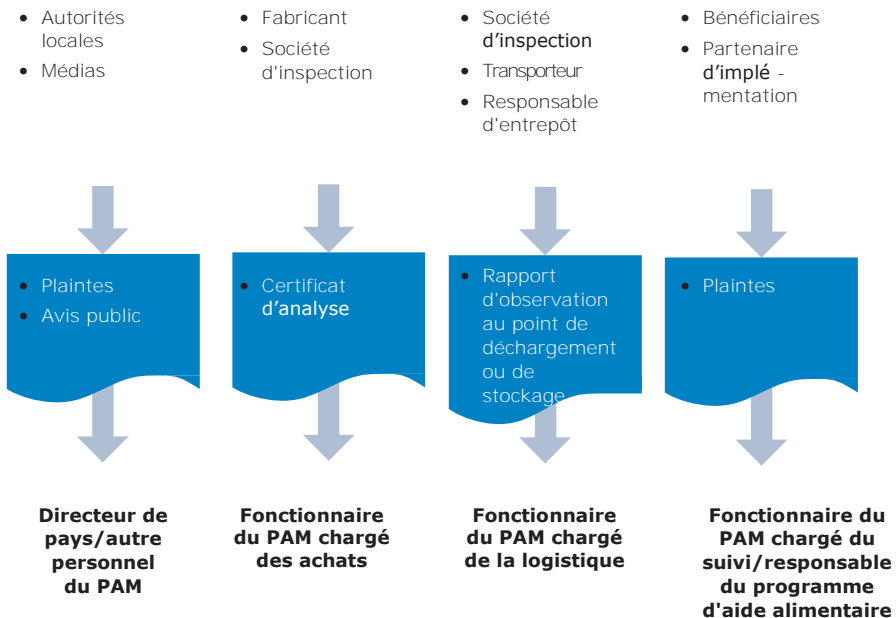 • Autorités
locales
• Médias
• Fabricant
• Société
d'inspection
• Société
d’inspection
• Transporteur
• Responsable
d'entrepôt
• Bénéficiaires
• Partenaire
d’implé -
mentation
• Plaintes
• Avis public
• Certificat
d’analyse
• Rapport
d'observation
au point de
déchargement
ou de
stockage
• Plaintes
Directeur de
pays/autre
personnel
du PAM
Fonctionnaire
du PAM chargé
des achats
Fonctionnaire
du PAM chargé
de la logistique
Fonctionnaire du
PAM chargé du
suivi/responsable
du programme
d'aide alimentaire